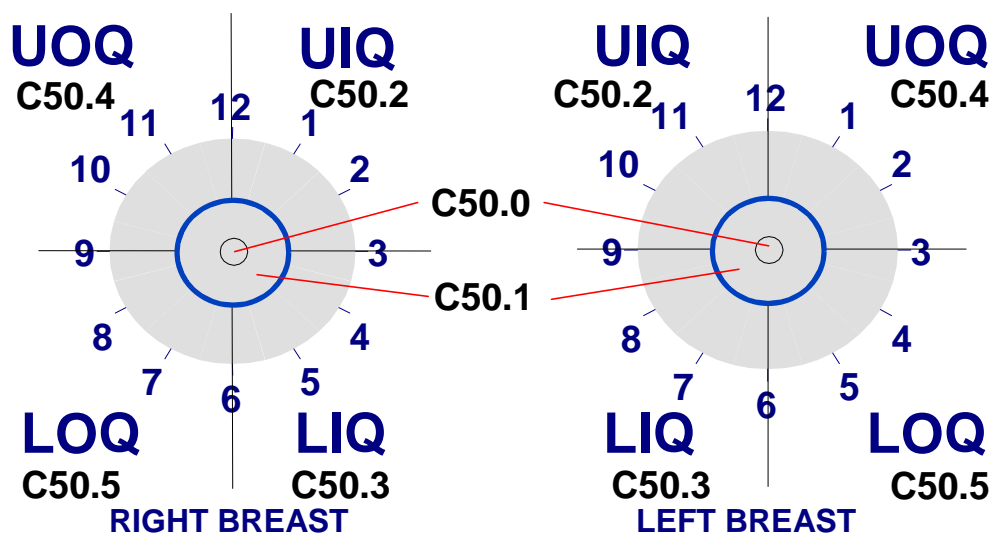 UOQ UIQ UIQ UOQ
C50.4 C50.2 C50.2 C50.4
12 12
11 1 11 1
10 2 10 2
C50.0
9 3 9 3
C50.1
8 4 8 4
7 5 7 5
6 6
LOQ LIQ LIQ LOQ
C50.5 C50.3 C50.3 C50.5
RIGHT BREAST LEFT BREAST